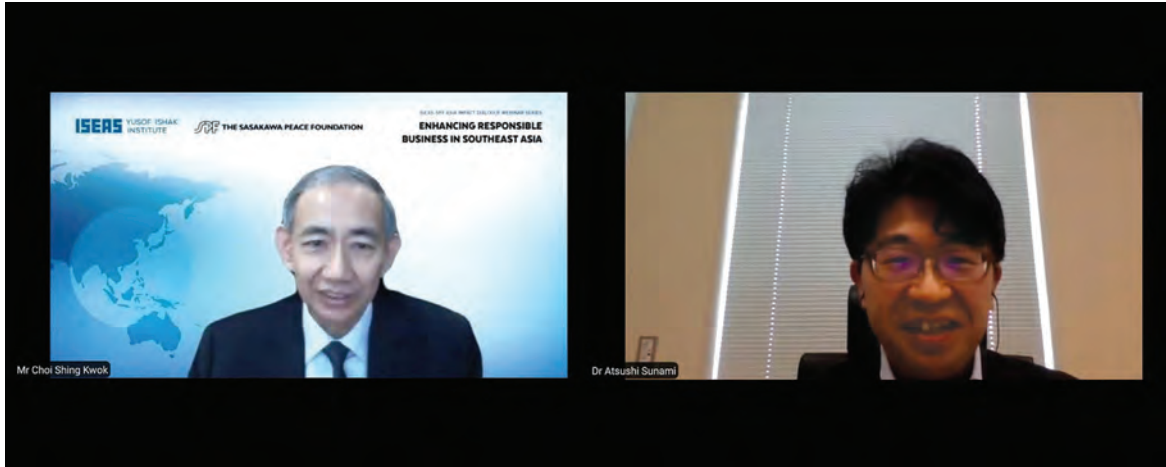 ISEAS YUSOF ISHAK
INSTITUTE
SPF THE SASAKAWA PEACE FOUNDATION
ENHANCING RESPONSIBLE
BUSINESS IN SOUTHEAST ASIA
Mr Choi Shing Kwok
Dr Atsushi Sunami